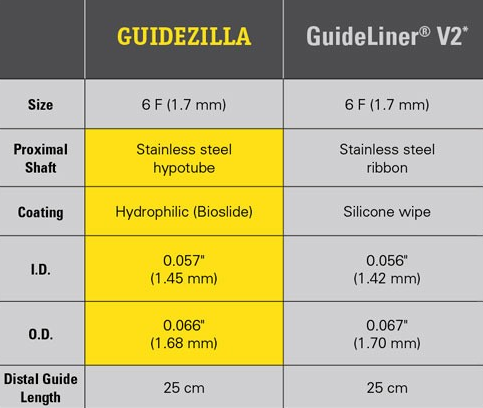 GUIDEZILLA GuideLiner® V2*
Size 6 F (1.7 mm) 6 F (1.7 mm)
Proximal Shaft Stainless steel hypotube Stainless steel ribbon
Coating Hydrophilic (Bioslide) Silicone wipe
I.D. 0.057" (1.45 mm) 0.056" (1.42 mm)
O.D. 0.066" (1.68 mm) 0.067" (1.70 mm)
Distal Guide Length 25 cm 25 cm